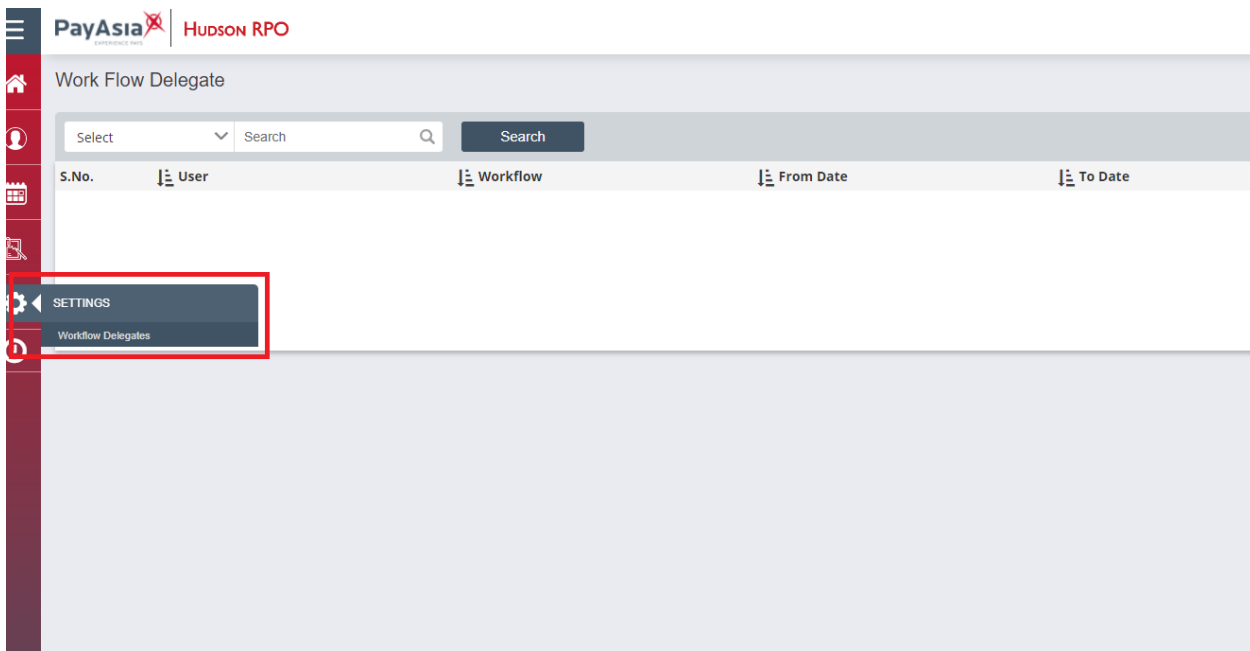 PayAsia HUDSON RPO
EXPERIENCE PAYS
Work Flow Delegate
Select Search Search
S.No. User Workflow From Date To Date
SETTINGS
Workflow Delegates